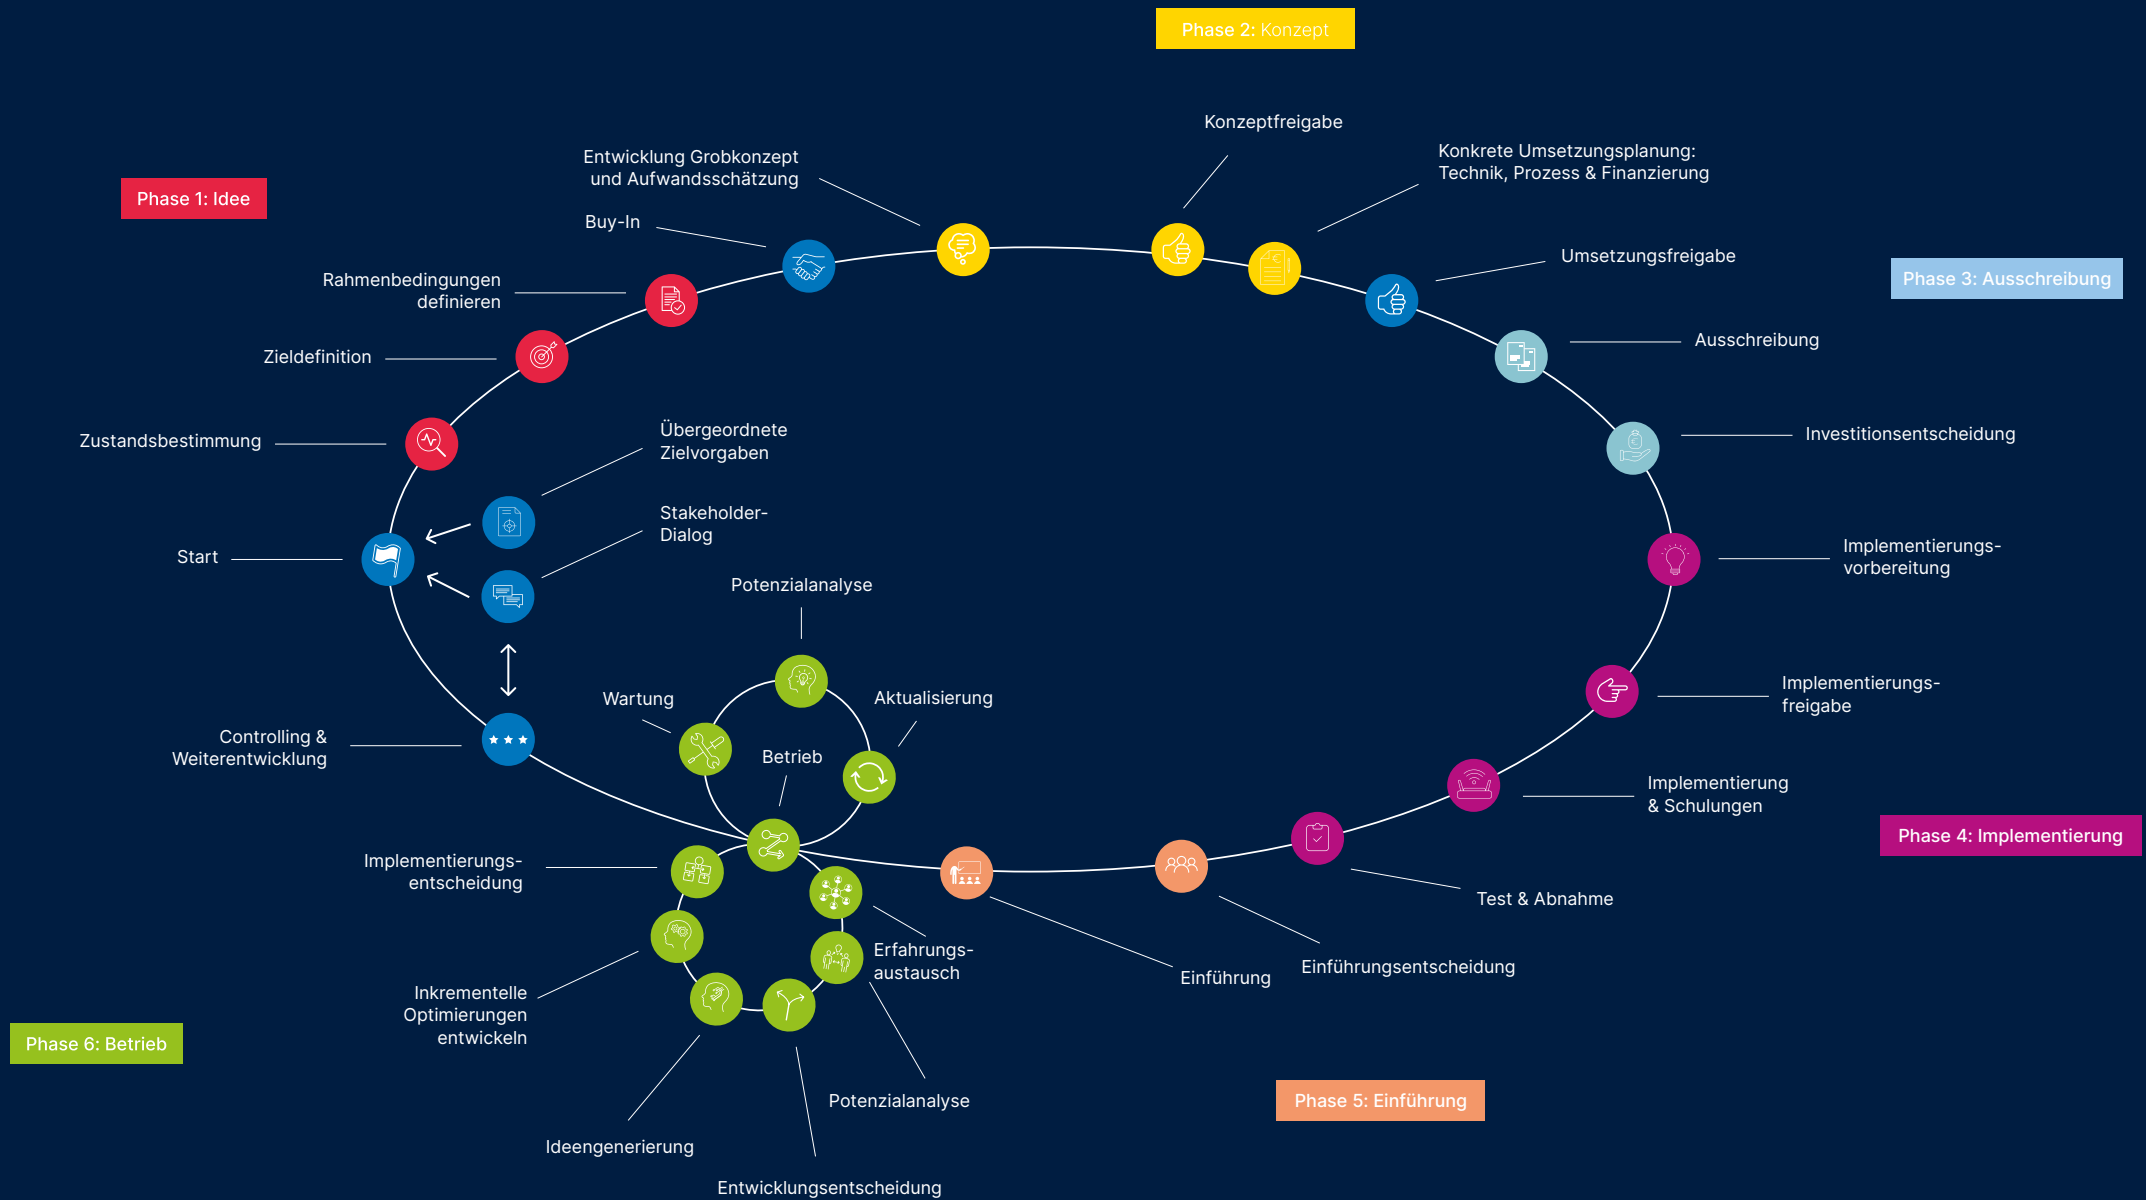 Phase 2: Konzept
Konzeptfreigabe
Konkrete Umsetzungsplanung:
Technik, Prozess & Finanzierung
Entwicklung Grobkonzept
und Aufwandsschätzung
Phase 1: Idee
Buy-In
Umsetzungsfreigabe
Phase 3: Ausschreibung
Rahmenbedingungen
definieren
Ausschreibung
Zieldefinition
Investitionsentscheidung
Zustandsbestimmung
Übergeordnete
Zielvorgaben
Stakeholder-
Dialog
Start
Implementierungs-
vorbereitung
Potenzialanalyse
Implementierungs-
freigabe
Wartung
Aktualisierung
Controlling &
Weiterentwicklung
Betrieb
Implementierung
& Schulungen
Phase 4: Implementierung
Implementierungs-
entscheidung
Test & Abnahme
Erfahrungs-
austausch
Einführung
Einführungsentscheidung
Inkrementelle
Optimierungen
entwickeln
Phase 6: Betrieb
Potenzialanalyse
Phase 5: Einführung
Ideengenerierung
Entwicklungsentscheidung